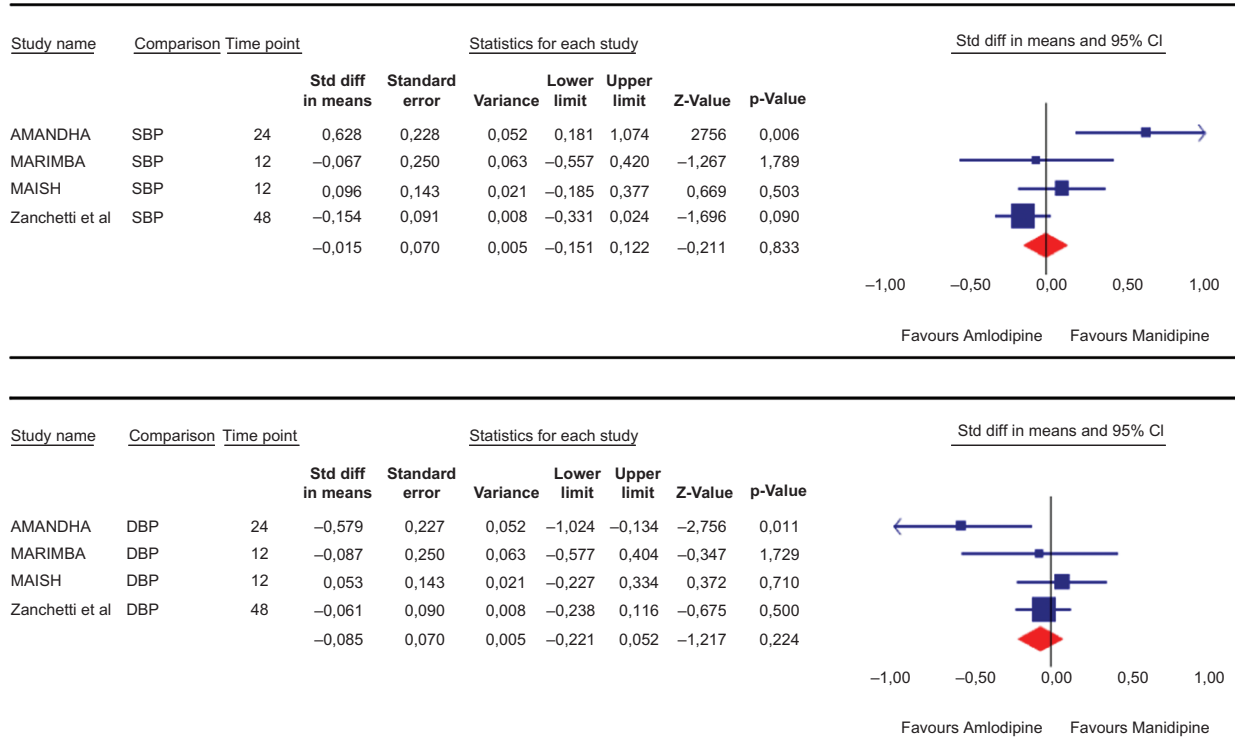 Study name Comparison Time point Statistics for each study Std diff in means and 95% CI
Std diff in means Standard error Variance Lower limit Upper limit Z-Value p-Value
AMANDHA SBP 24 0,628 0,228 0,052 0,181 1,074 2756 0,006
MARIMBA SBP 12 –0,067 0,250 0,063 –0,557 0,420 –1,267 1,789
MAISH SBP 12 0,096 0,143 0,021 –0,185 0,377 0,669 0,503
Zanchetti et al SBP 48 –0,154 0,091 0,008 –0,331 0,024 –1,696 0,090
–0,015 0,070 0,005 –0,151 0,122 –0,211 0,833
–1,00 –0,50 0,00 0,50 1,00
Favours Amlodipine Favours Manidipine
Study name Comparison Time point Statistics for each study Std diff in means and 95% CI
Std diff in means Standard error Variance Lower limit Upper limit Z-Value p-Value
AMANDHA DBP 24 –0,579 0,227 0,052 –1,024 –0,134 –2,756 0,011
MARIMBA DBP 12 –0,087 0,250 0,063 –0,577 0,404 –0,347 1,729
MAISH DBP 12 0,053 0,143 0,021 –0,227 0,334 0,372 0,710
Zanchetti et al DBP 48 –0,061 0,090 0,008 –0,238 0,116 –0,675 0,500
–0,085 0,070 0,005 –0,221 0,052 –1,217 0,224
–1,00 –0,50 0,00 0,50 1,00
Favours Amlodipine Favours Manidipine